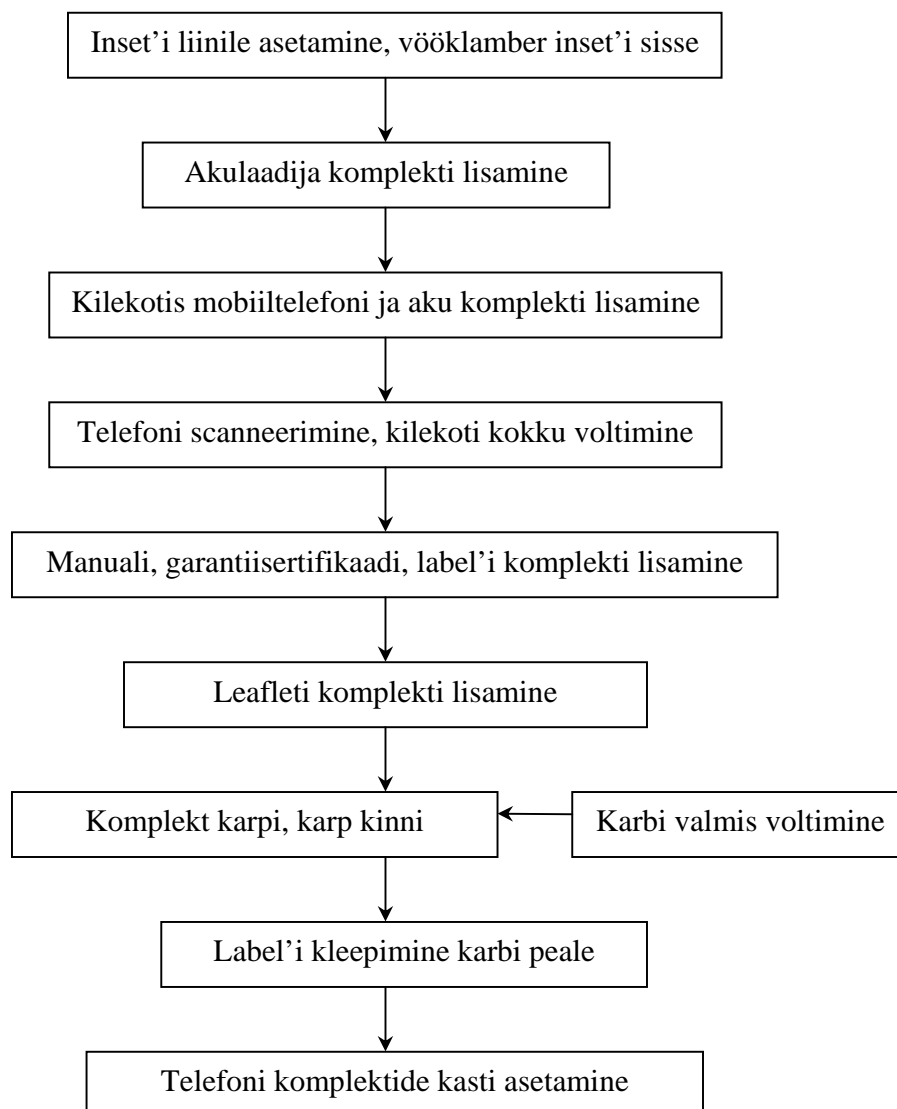 Inset’i liinile asetamine, vööklamber inset’i sisse
Akulaadija komplekti lisamine
Kilekotis mobiiltelefoni ja aku komplekti lisamine
Telefoni scanneerimine, kilekoti kokku voltimine
Manuali, garantiisertifikaadi, label’i komplekti lisamine
Leafleti komplekti lisamine
Komplekt karpi, karp kinni
Karbi valmis voltimine
Label’i kleepimine karbi peale
Telefoni komplektide kasti asetamine